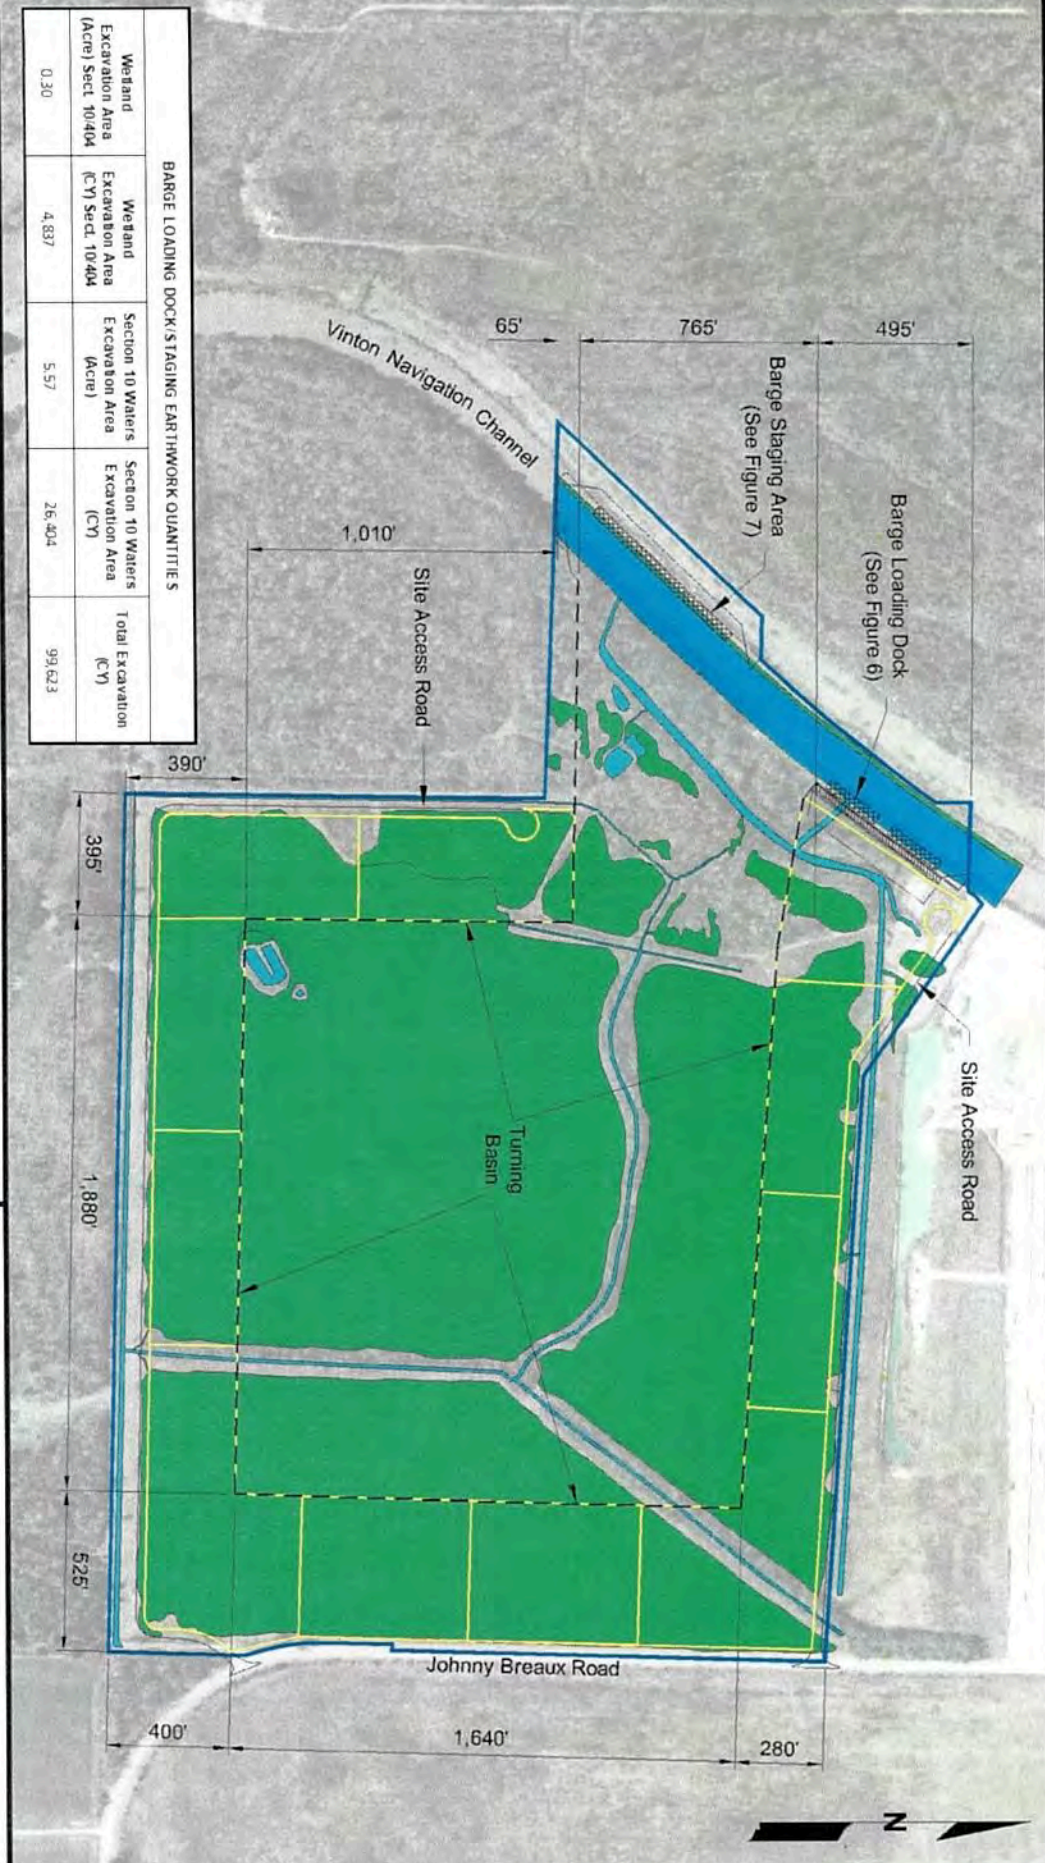 BARGE LOADING DOCK/STAGING EARTHWORK QUANTITIES
Wetland
Excavation Area
(Acre) Sect. 10/404
Wetland
Excavation Area
(CY) Sect. 10/404
Section 10 Waters
Excavation Area
(Acre)
Section 10 Waters
Excavation Area
(CY)
Total Excavation
(CY)
0.30
4,837
5.57
26,404
99,623
65'
765'
495'
Vinton Navigation Channel
Barge Staging Area
(See Figure 7)
Barge Loading Dock
(See Figure 6)
1,010'
Site Access Road
Site Access Road
390'
395'
1,880'
525'
Turning
Basin
Johnny Breaux Road
400'
1,640'
280'
N